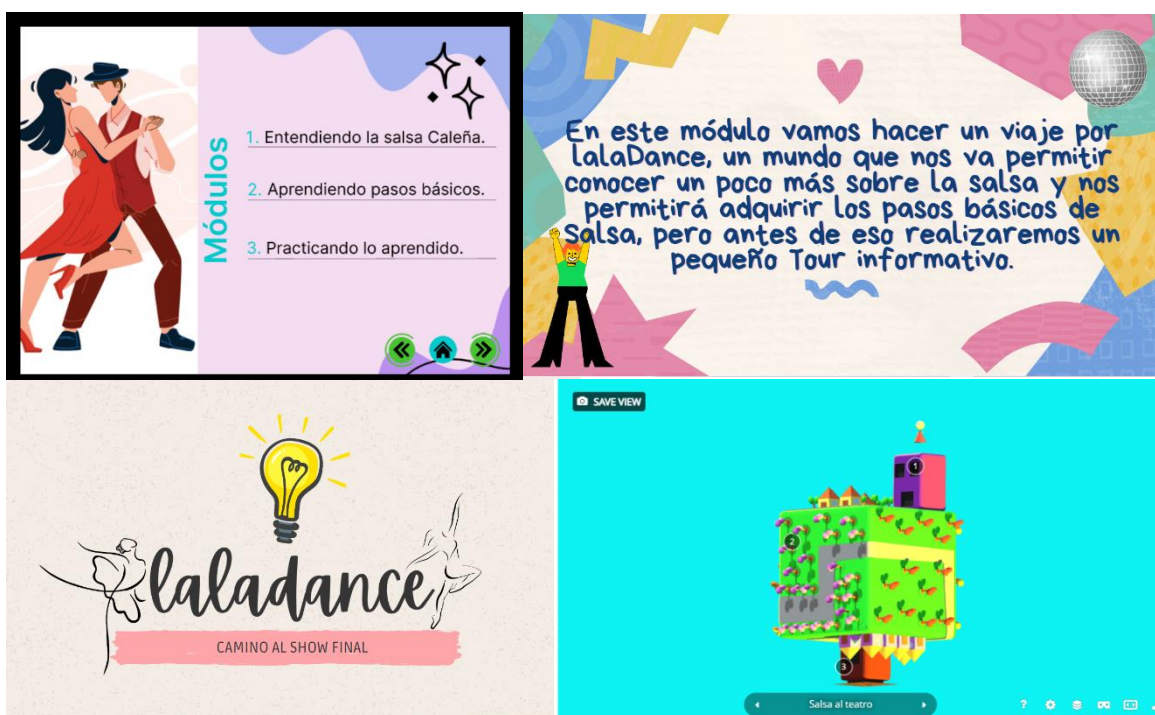 Módulos
1. Entendiendo la salsa Caleña.
2. Aprendiendo pasos básicos.
3. Practicando lo aprendido.
En este módulo vamos hacer un viaje por
lalaDance, un mundo que nos va permitir
conocer un poco más sobre la salsa y nos
permitirá adquirir los pasos básicos de
Salsa, pero antes de eso realizaremos un
pequeño Tour informativo.
laladance
CAMINO AL SHOW FINAL
SAVE VIEW
1
2
3
Salsa al teatro
?